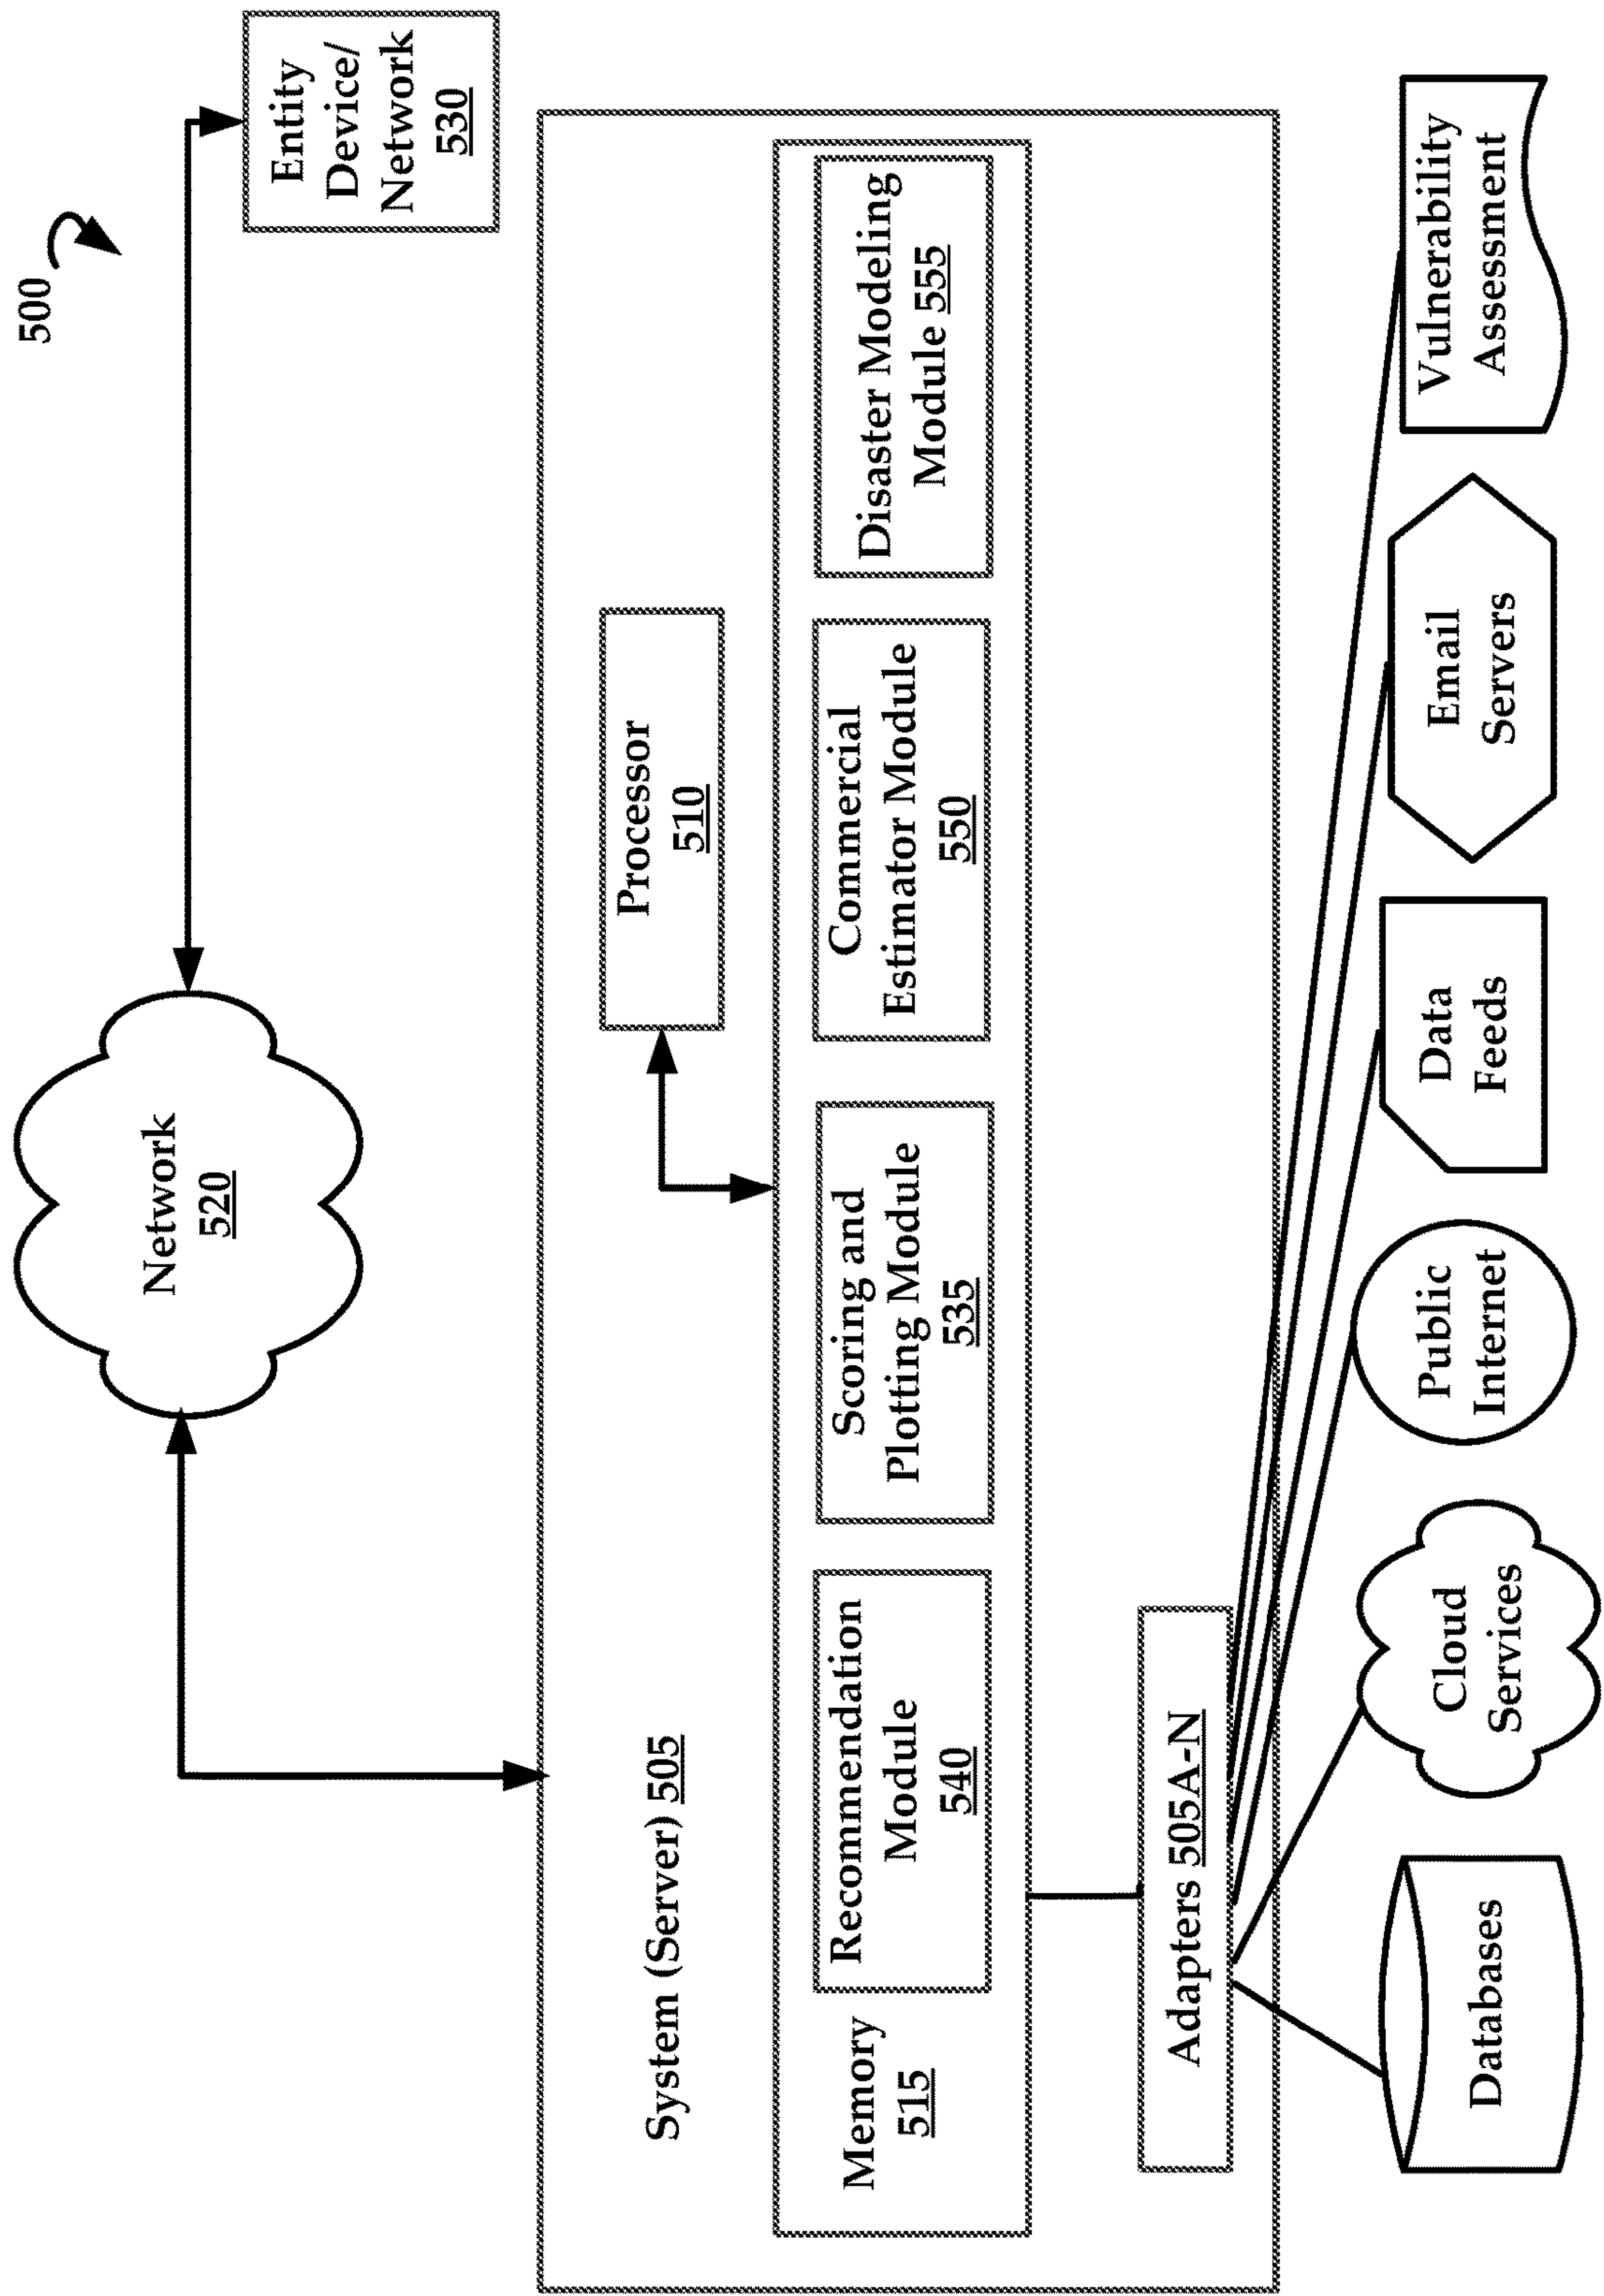 500
Network
520
Entity
Device/
Network
530
System (Server) 505
Processor
510
Memory
515
Recommendation
Module
540
Scoring and
Plotting Module
535
Commercial
Estimator Module
550
Disaster Modeling
Module 555
Adapters 505A-N
Databases
Cloud
Services
Public
Internet
Data
Feeds
Email
Servers
Vulnerability
Assessment